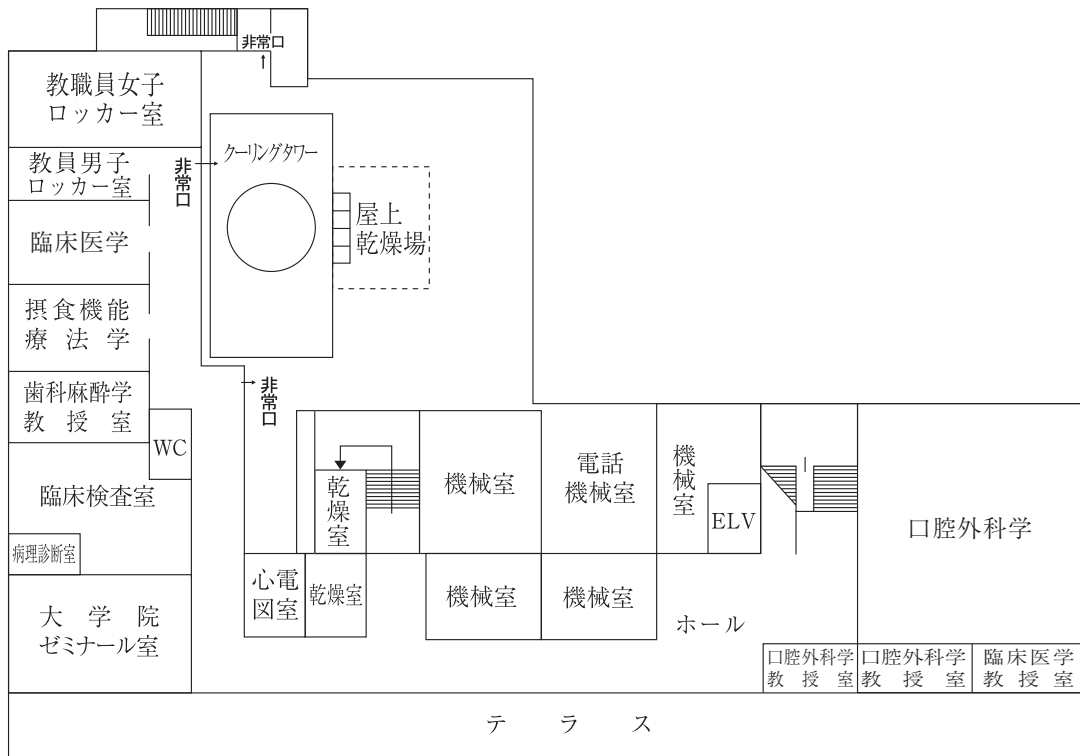 非常口
教職員女子
ロッカー室
教員男子
ロッカー室
非常口
クーリングタワー
屋上
乾燥場
臨床医学
摂食機能
療法学
歯科麻酔学
教授室
非常口
WC
臨床検査室
病理診断室
大学院
ゼミナール室
乾燥室
機械室
電話
機械室
機械室
ELV
口腔外科学
心電
図室
乾燥室
機械室
機械室
ホール
口腔外科学
教授室
口腔外科学
教授室
臨床医学
教授室
テラス